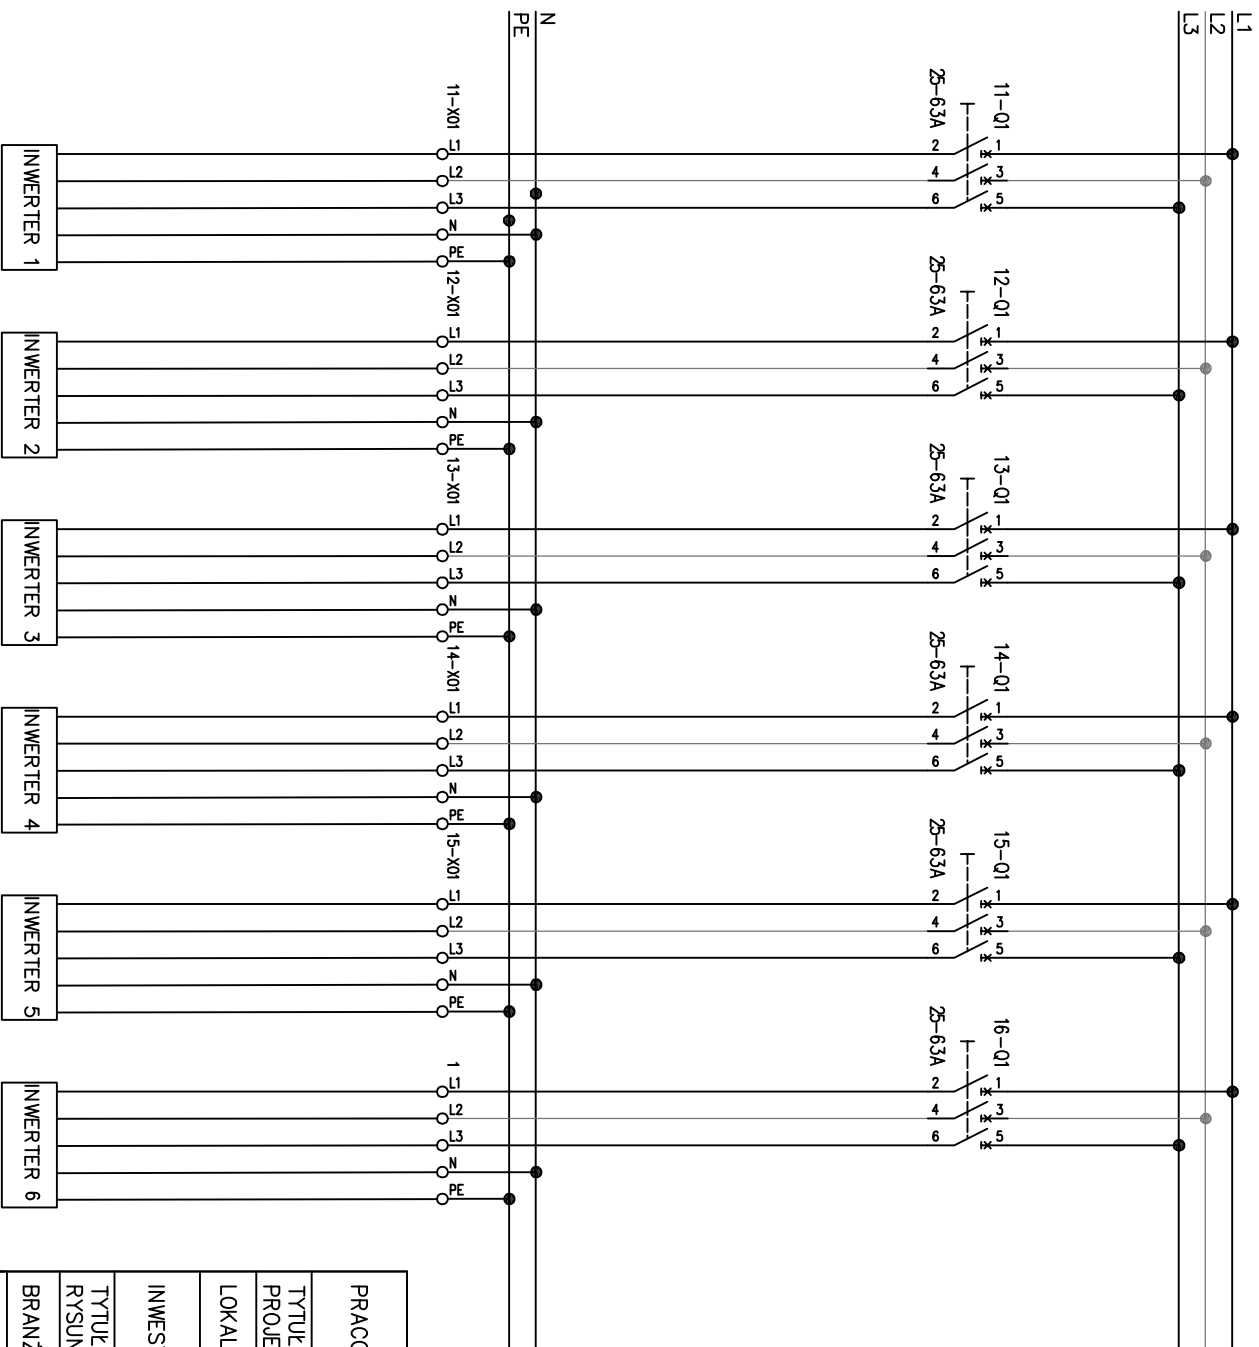 L1
L2
L3
N
PE
11-Q1
25-63A
1
2
3
4
5
6
11-X01
L1
L2
L3
N
PE
INWERTER 1
12-Q1
25-63A
1
2
3
4
5
6
12-X01
L1
L2
L3
N
PE
INWERTER 2
13-Q1
25-63A
1
2
3
4
5
6
13-X01
L1
L2
L3
N
PE
INWERTER 3
14-Q1
25-63A
1
2
3
4
5
6
14-X01
L1
L2
L3
N
PE
INWERTER 4
15-Q1
25-63A
1
2
3
4
5
6
15-X01
L1
L2
L3
N
PE
INWERTER 5
16-Q1
25-63A
1
2
3
4
5
6
1
L1
L2
L3
N
PE
INWERTER 6
PRACO
TYTUŁ
PROJE
LOKAL
INWES
TYTUŁ
RYSUN
BRANŻ